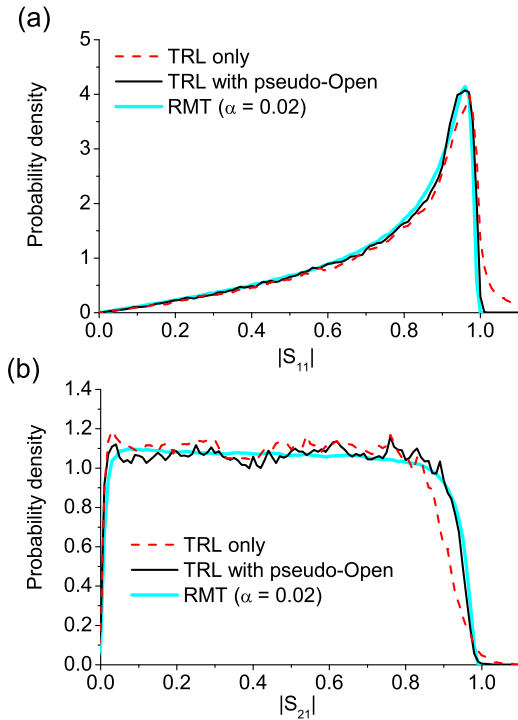 (a)
5
4
3
2
1
0
Probability density
TRL only
TRL with pseudo-Open
RMT (α = 0.02)
0.0 0.2 0.4 0.6 0.8 1.0
|S11|
(b)
1.4
1.2
1.0
0.8
0.6
0.4
0.2
0.0
Probability density
TRL only
TRL with pseudo-Open
RMT (α = 0.02)
0.0 0.2 0.4 0.6 0.8 1.0
|S21|